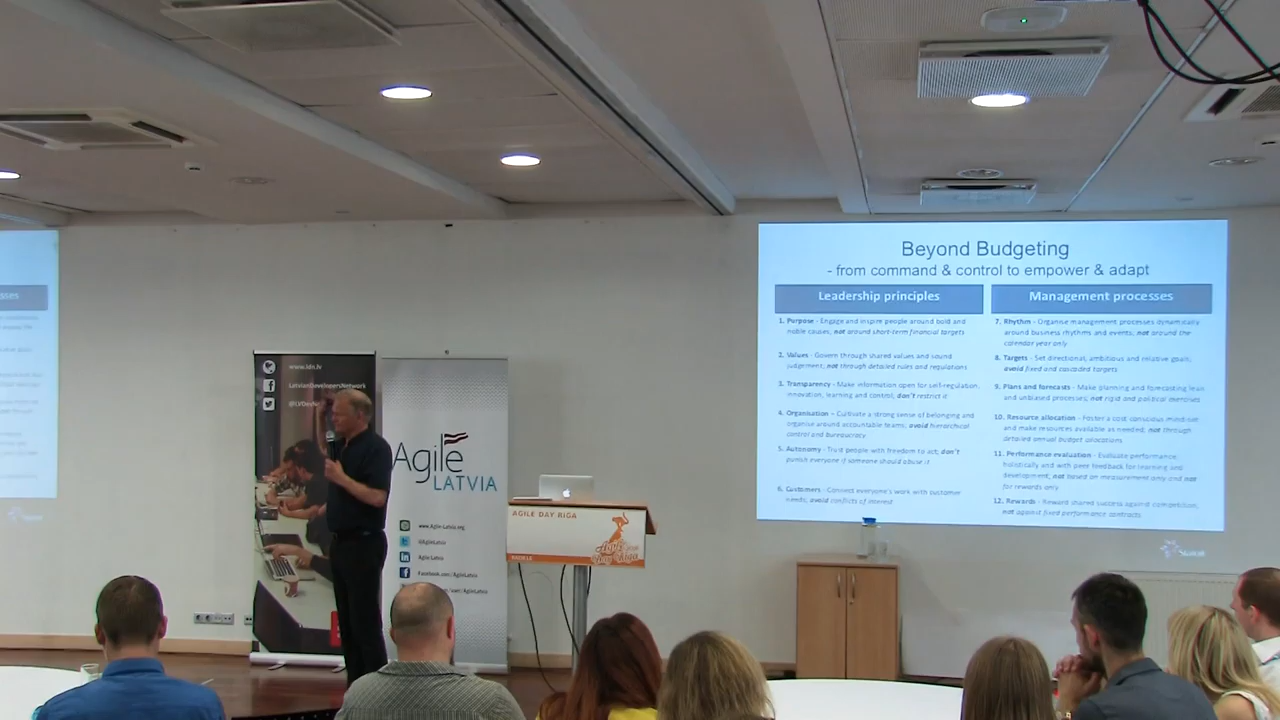 sses
www.ldn.lv
LatvianDevelopersNetwork
@LVDevN
Agile
LATVIA
www.Agile-Latvia.org
@AgileLatvia
Agile Latvia
Facebook.com/AgileLatvia
AGILE DAY RIGA
Agile
Day Riga
Beyond Budgeting
- from command & control to empower & adapt
Leadership principles
1. Purpose - Engage and inspire people around bold and
noble causes, not around short-term financial targets
2. Values - Govern through shared values and sound
judgement; not through detailed rules and regulations
3. Transparency - Make information open for self-regulation,
innovation, learning and control; don't restrict it
4. Organisation - Cultivate a strong sense of belonging and
organise around accountable teams; avoid hierarchical
control and bureaucracy
5. Autonomy - Trust people with freedom to act; don't
punish everyone if someone should abuse it
6. Customers - Connect everyone's work with customer
needs; avoid conflicts of interest
Management processes
7. Rhythm - Organise management processes dynamically
around business rhythms and events; not around the
calendar year only
8. Targets - Set directional, ambitious and relative goals;
avoid fixed and cascaded targets
9. Plans and forecasts - Make planning and forecasting lean
and unbiased processes; not rigid and political exercises
10. Resource allocation - Foster a cost conscious mind-set
and make resources available as needed; not through
detailed annual budget allocations
11. Performance evaluation - Evaluate performance
holistically and with peer feedback for learning and
development; not based on measurement only and not
for rewards only
12. Rewards - Reward shared success against competition;
not against fixed performance contracts
Statoil